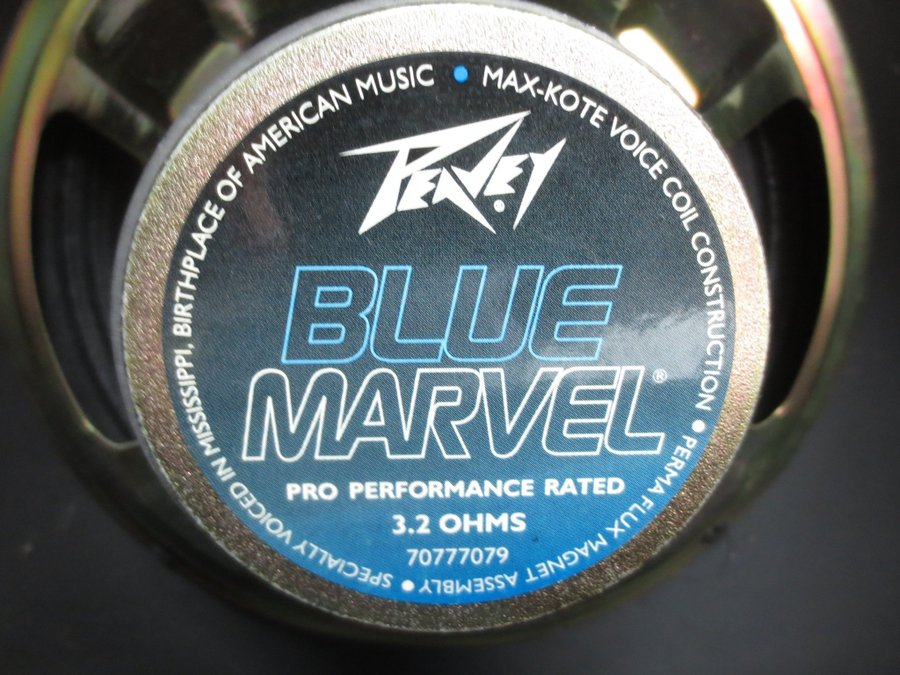 SPECIALLY VOICED IN MISSISSIPPI, BIRTHPLACE OF AMERICAN MUSIC • MAX-KOTE VOICE COIL CONSTRUCTION • PERMA FLUX MAGNET ASSEMBLY •
PEAVEY®
BLUE
MARVEL®
PRO PERFORMANCE RATED
3.2 OHMS
70777079